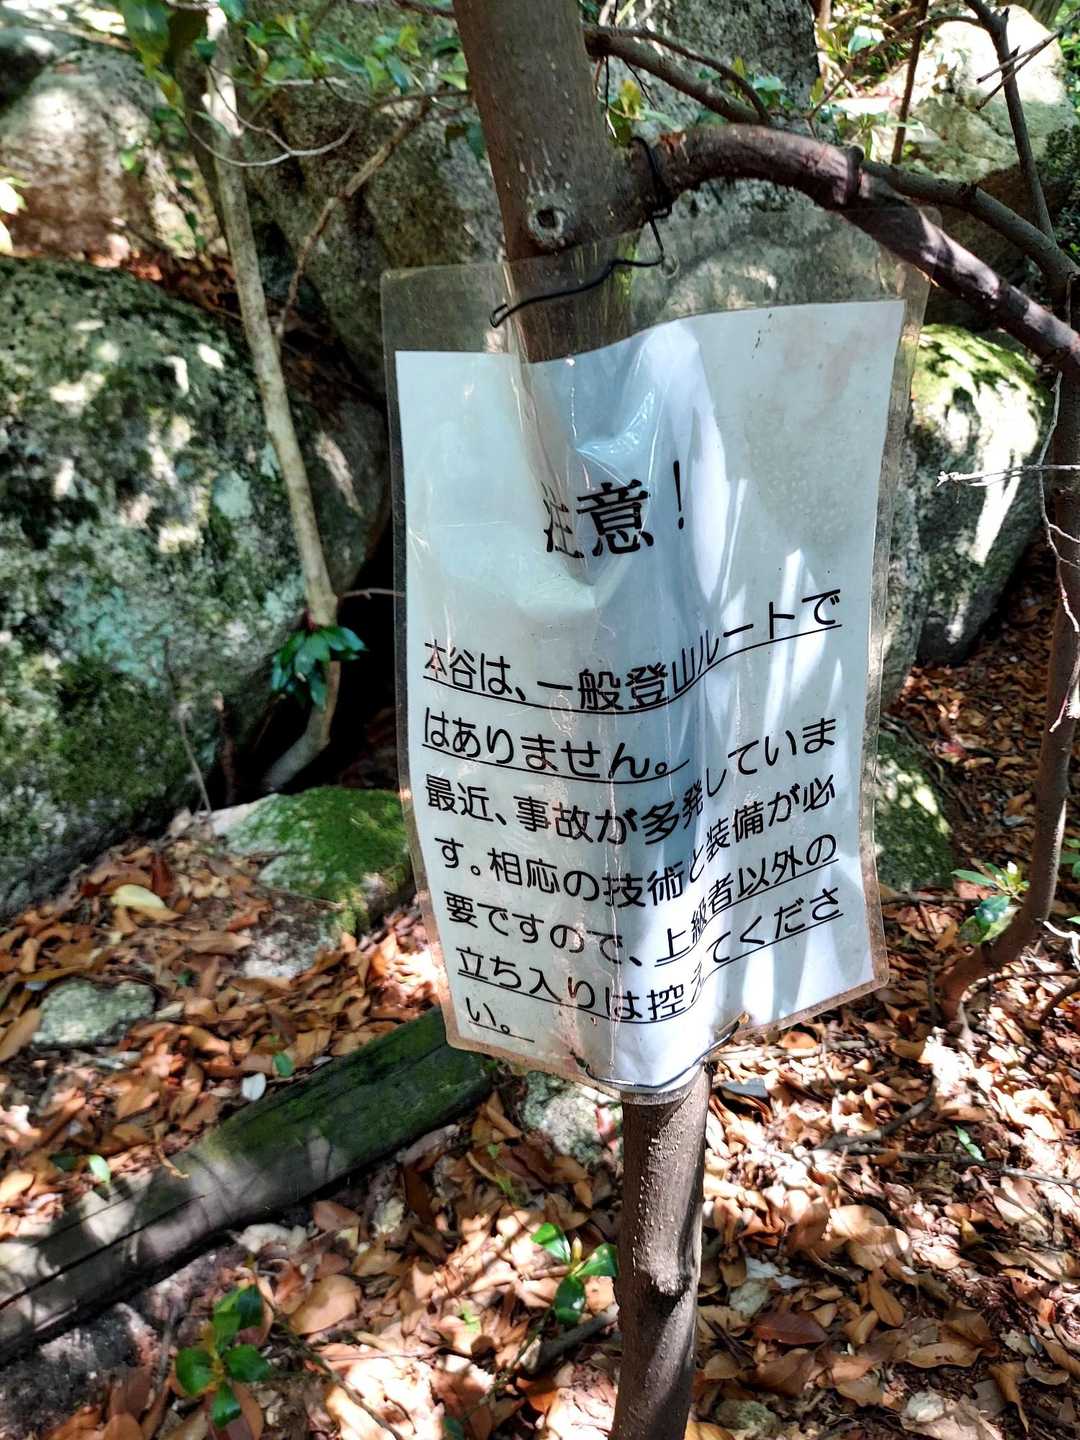 注意！
本谷は、一般登山ルートで
はありません。
最近、事故が多発していま
す。相応の技術と装備が必
要ですので、上級者以外の
立ち入りは控えてくださ
い。